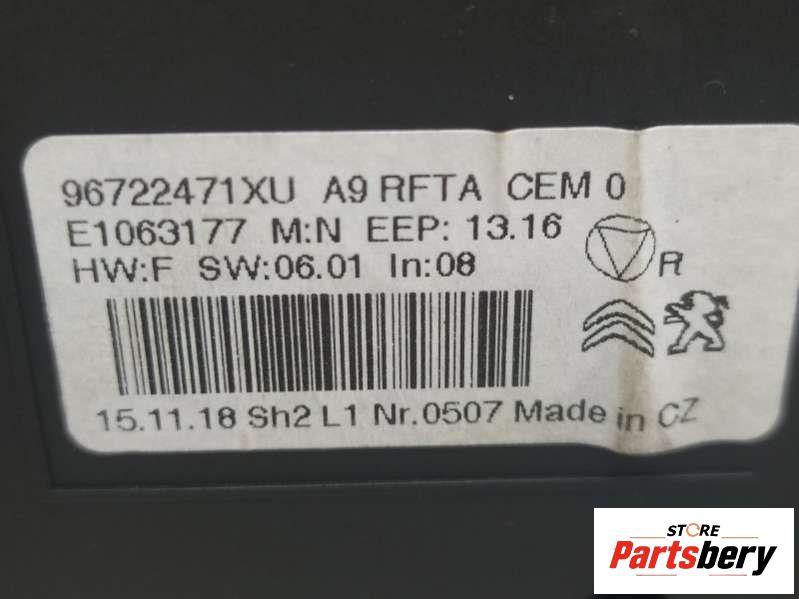 96722471XU A9 RFTA CEM 0
E1063177 M:N EEP: 13.16
HW:F SW:06.01 In:08
R
15.11.18 Sh2 L1 Nr.0507 Made in CZ
STORE
Partsbery